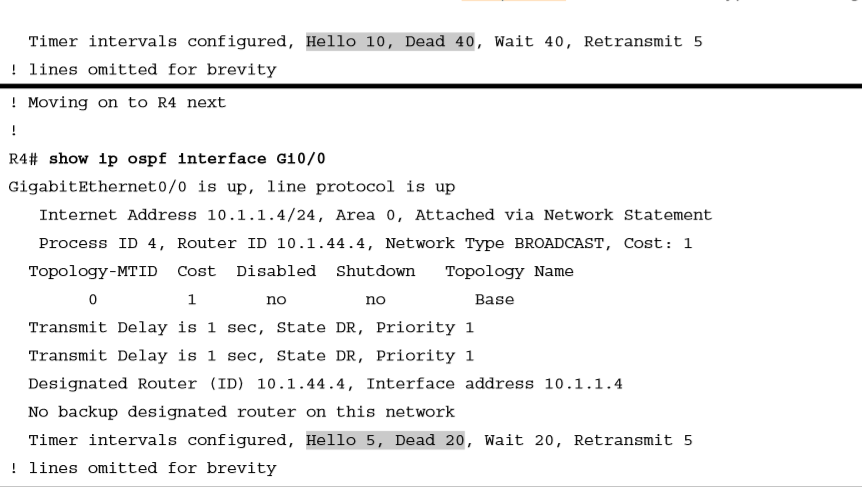 Timer intervals configured, Hello 10, Dead 40, Wait 40, Retransmit 5
! lines omitted for brevity
! Moving on to R4 next
!
R4# show ip ospf interface Gi0/0
GigabitEthernet0/0 is up, line protocol is up
Internet Address 10.1.1.4/24, Area 0, Attached via Network Statement
Process ID 4, Router ID 10.1.44.4, Network Type BROADCAST, Cost: 1
Topology-MTID Cost Disabled Shutdown Topology Name
0 1 no no Base
Transmit Delay is 1 sec, State DR, Priority 1
Transmit Delay is 1 sec, State DR, Priority 1
Designated Router (ID) 10.1.44.4, Interface address 10.1.1.4
No backup designated router on this network
Timer intervals configured, Hello 5, Dead 20, Wait 20, Retransmit 5
! lines omitted for brevity